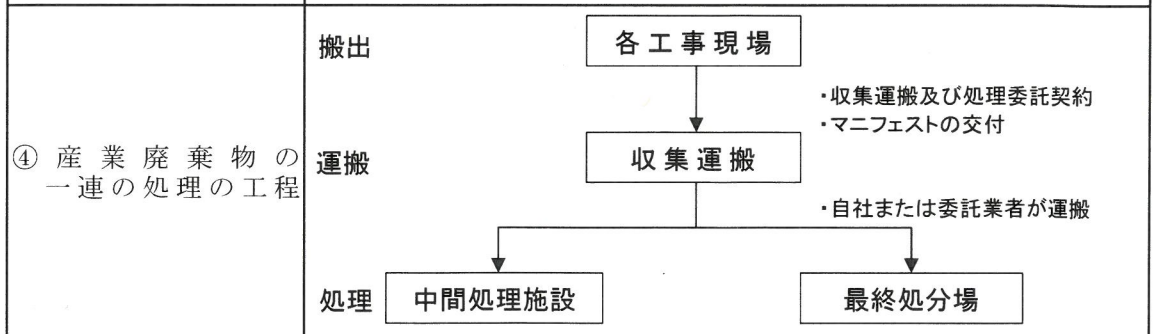 ④産業廃棄物の
一連の処理の工程
搬出
各工事現場
・収集運搬及び処理委託契約
・マニフェストの交付
運搬
収集運搬
・自社または委託業者が運搬
処理
中間処理施設
最終処分場